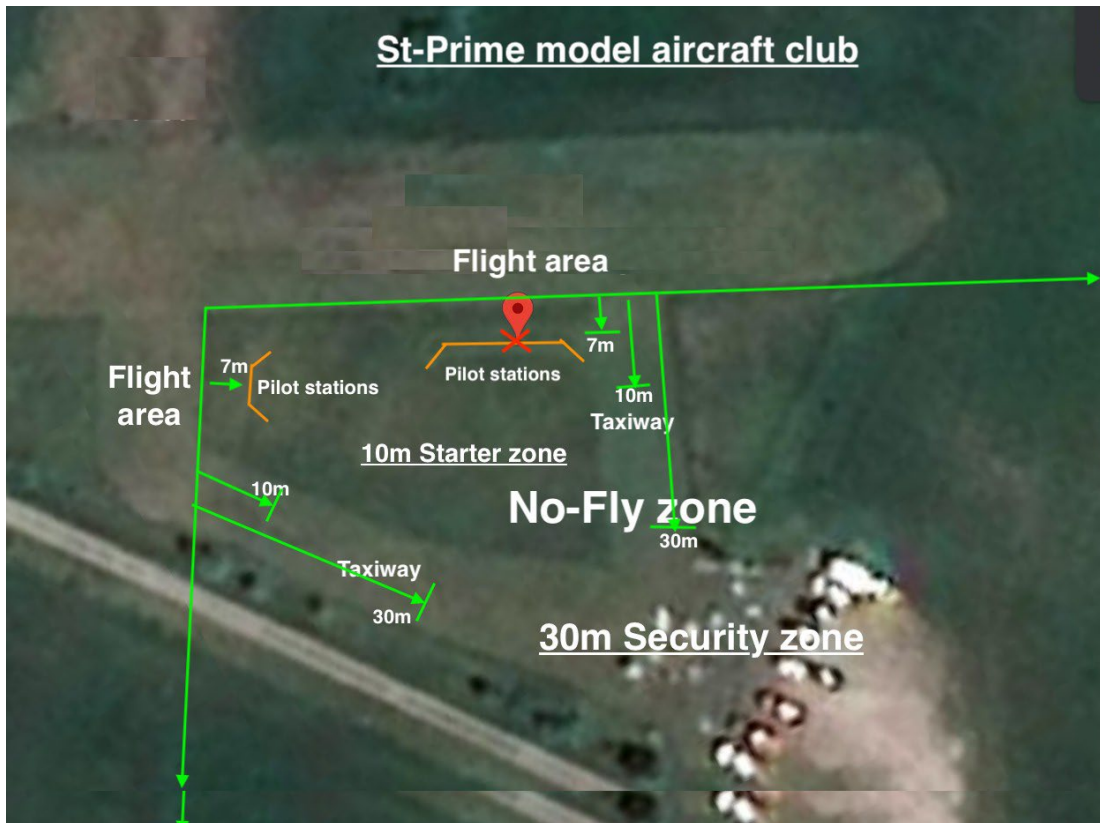 St-Prime model aircraft club
Flight area
7m
Pilot stations
Flight
area
7m
Pilot stations
10m
Taxiway
10m Starter zone
10m
No-Fly zone
30m
Taxiway
30m
30m Security zone